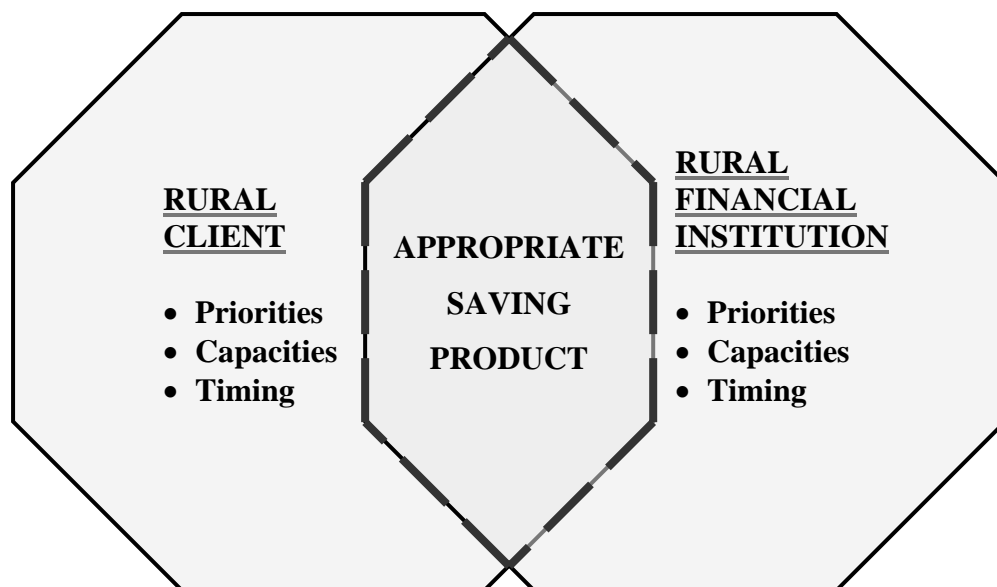 RURAL
CLIENT
• Priorities
• Capacities
• Timing
APPROPRIATE
SAVING
PRODUCT
RURAL
FINANCIAL
INSTITUTION
• Priorities
• Capacities
• Timing